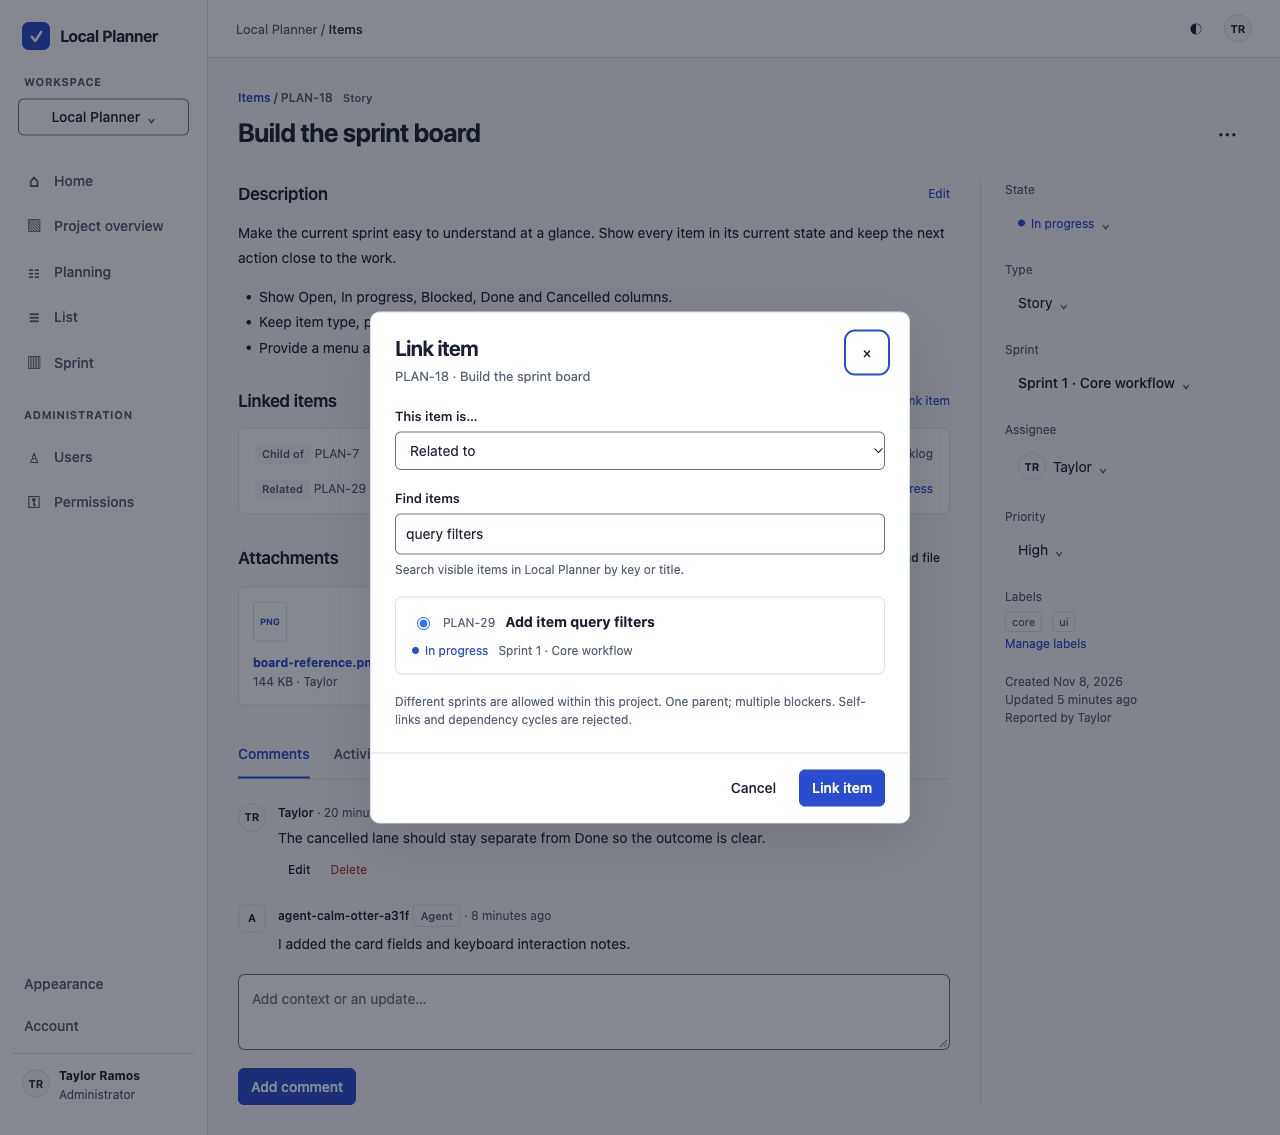 Local Planner
WORKSPACE
Local Planner
Home
Project overview
Planning
List
Sprint
ADMINISTRATION
Users
Permissions
Appearance
Account
TR
Taylor Ramos
Administrator
Local Planner / Items
TR
Items / PLAN-18 Story
Build the sprint board
Description
Edit
Make the current sprint easy to understand at a glance. Show every item in its current state and keep the next
action close to the work.
• Show Open, In progress, Blocked, Done and Cancelled columns.
• Keep item type,
• Provide a menu
Linked items
item
Child of PLAN-7
Related PLAN-29
Attachments
file
PNG
144 KB · Taylor
Comments
TR
Taylor · 20
The cancelled lane should stay separate from Done so the outcome is clear.
Edit Delete
A
agent-calm-otter-a31f Agent · 8 minutes ago
I added the card fields and keyboard interaction notes.
Add context or an update…
Add comment
Link item
×
PLAN-18 · Build the sprint board
This item is…
Related to
Find items
query filters
Search visible items in Local Planner by key or title.
PLAN-29 Add item query filters
In progress Sprint 1 · Core workflow
Different sprints are allowed within this project. One parent; multiple blockers. Self-
links and dependency cycles are rejected.
Cancel
Link item
State
In progress
Type
Story
Sprint
Sprint 1 · Core workflow
Assignee
TR Taylor
Priority
High
Labels
core ui
Manage labels
Created Nov 8, 2026
Updated 5 minutes ago
Reported by Taylor